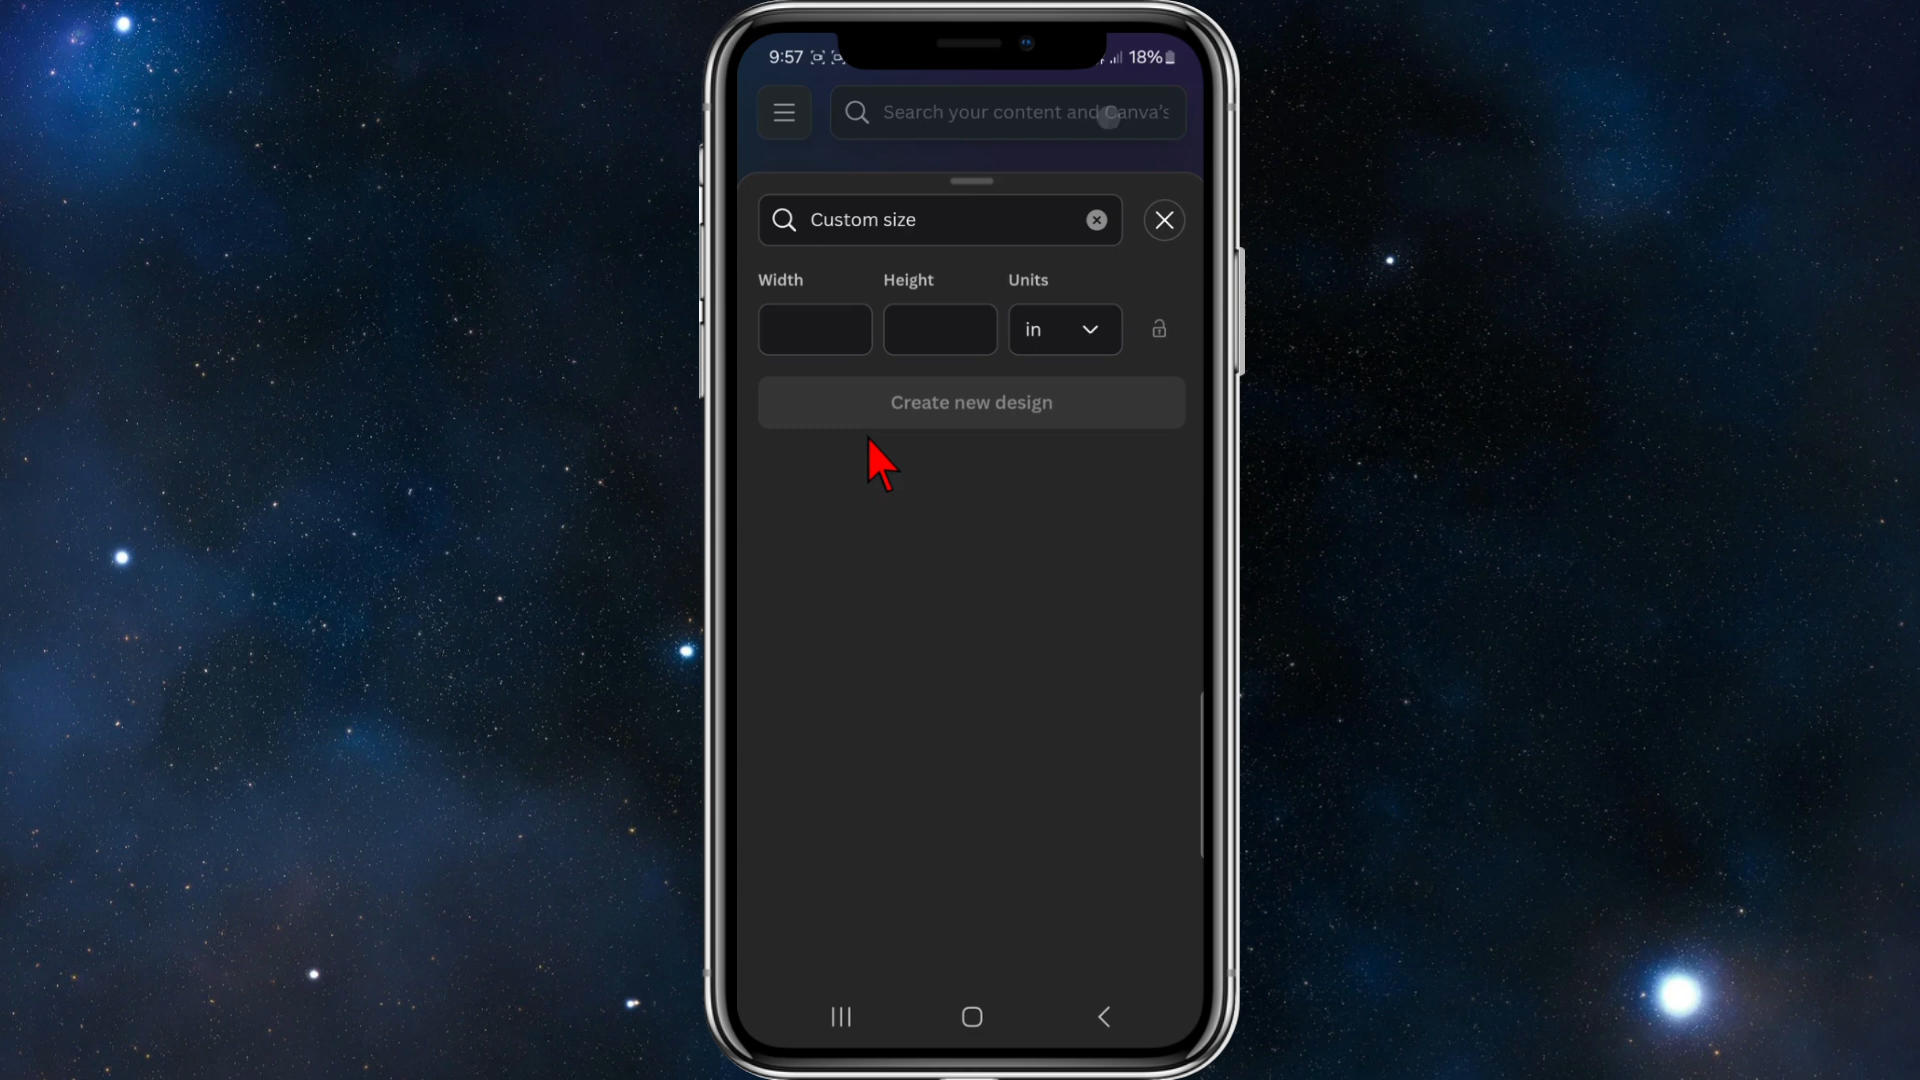 9:57
18%
Search your content and Canva's
Custom size
Width Height Units
in
Create new design